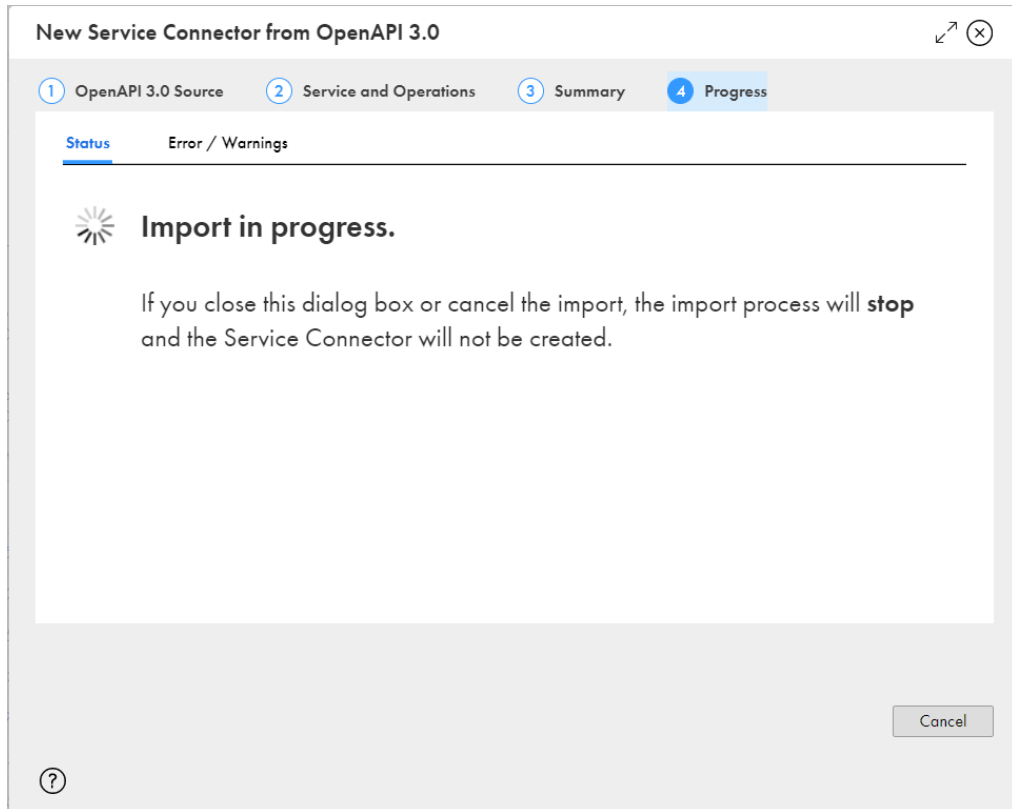 New Service Connector from OpenAPI 3.0
1 OpenAPI 3.0 Source 2 Service and Operations 3 Summary 4 Progress
Status Error / Warnings
Import in progress.
If you close this dialog box or cancel the import, the import process will stop
and the Service Connector will not be created.
Cancel
?